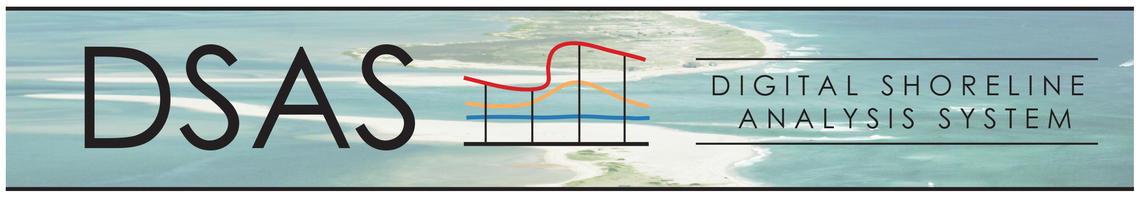 DSAS
DIGITAL SHORELINE
ANALYSIS SYSTEM